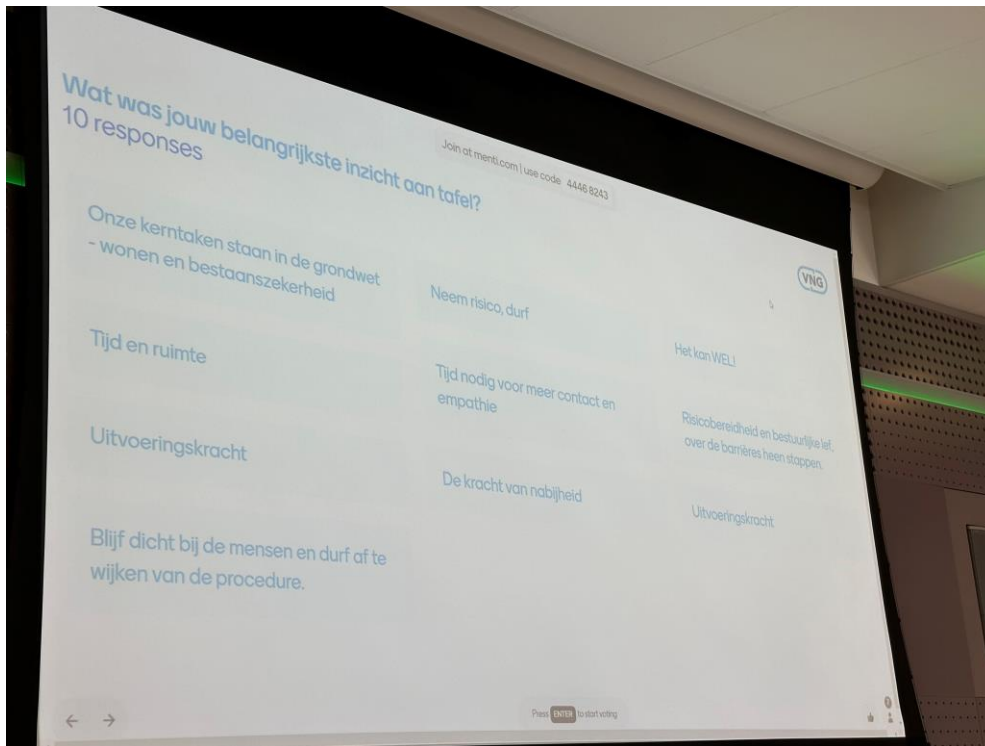 Wat was jouw belangrijkste inzicht aan tafel?
10 responses
Join at menti.com | use code 4446 8243
VNG
Onze kerntaken staan in de grondwet
- wonen en bestaanszekerheid
Tijd en ruimte
Uitvoeringskracht
Blijf dicht bij de mensen en durf af te
wijken van de procedure.
Neem risico, durf
Tijd nodig voor meer contact en
empathie
De kracht van nabijheid
Het kan WEL!
Risicobereidheid en bestuurlijke lef,
over de barrières heen stappen.
Uitvoeringskracht
Press ENTER to start voting